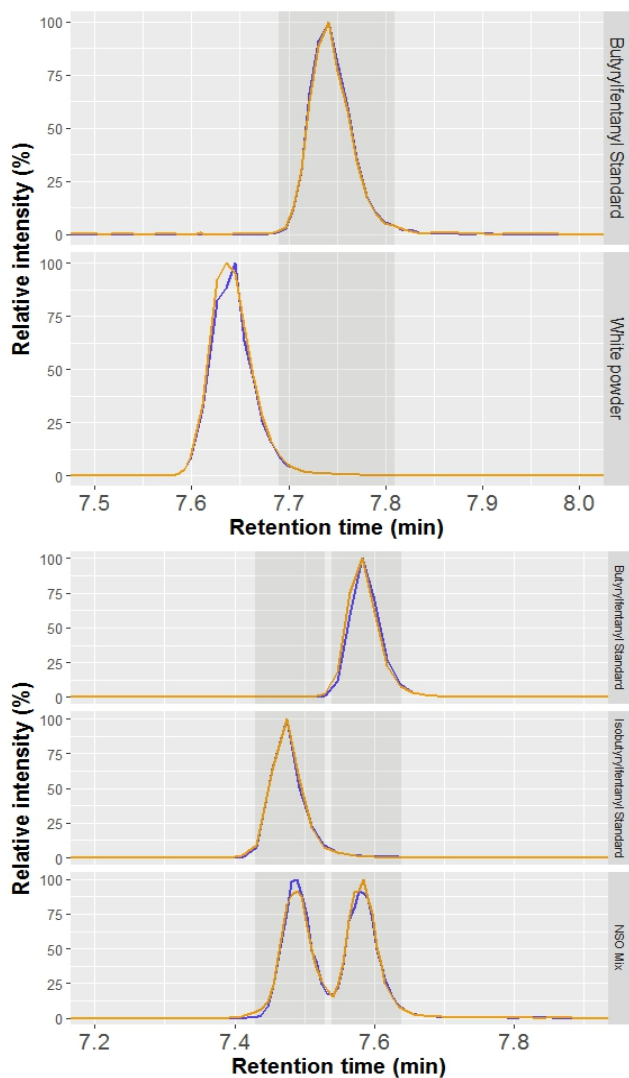 100
75
50
25
0
Butyrylfentanyl Standard
100
75
50
25
0
White powder
Relative intensity (%)
7.5 7.6 7.7 7.8 7.9 8.0
Retention time (min)
100
75
50
25
0
Butyrylfentanyl Standard
100
75
50
25
0
Isobutyrylfentanyl Standard
100
75
50
25
0
NSO Mix
Relative intensity (%)
7.2 7.4 7.6 7.8
Retention time (min)